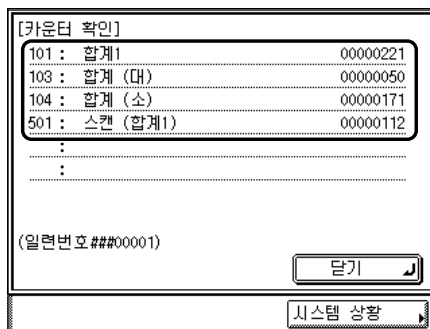 [카운터 확인]
101 : 합계1 00000221
103 : 합계 (대) 00000050
104 : 합계 (소) 00000171
501 : 스캔 (합계1) 00000112
:
:
(일련번호###00001)
닫기
시스템 상황